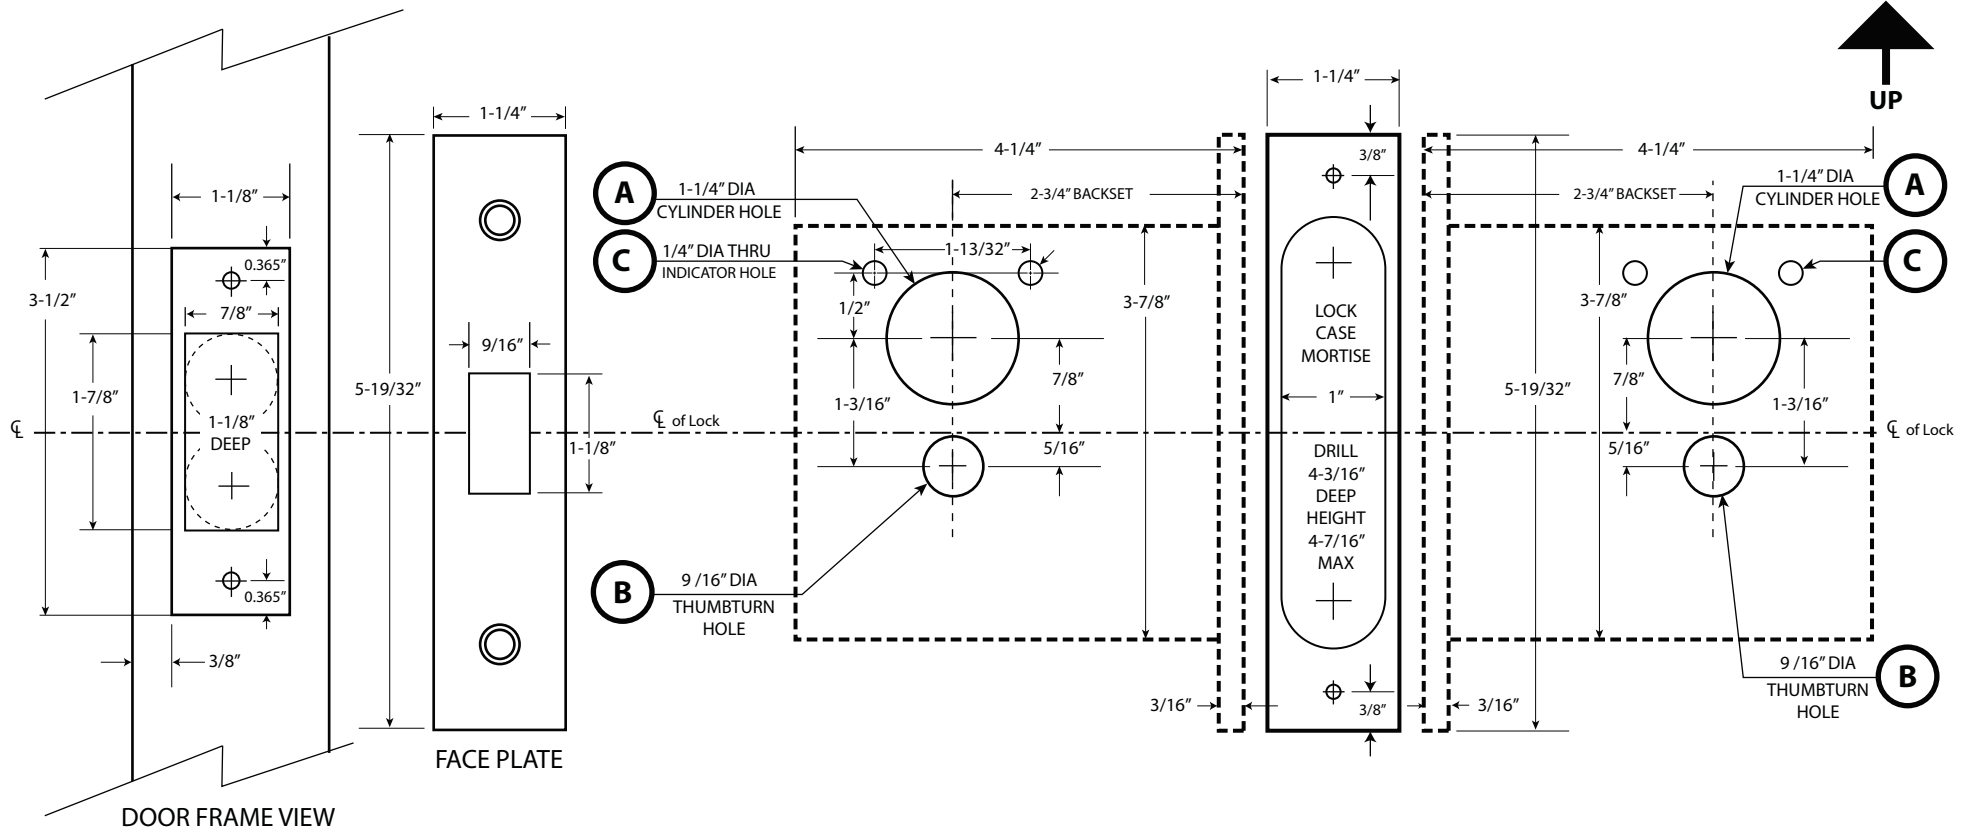 UP
1-1/8”
0.365”
3-1/2”
7/8”
1-7/8”
1-1/8”
DEEP
℄
0.365”
3/8”
DOOR FRAME VIEW
1-1/4”
9/16”
5-19/32”
1-1/8”
FACE PLATE
A
1-1/4” DIA
CYLINDER HOLE
C
1/4” DIA THRU
INDICATOR HOLE
B
9 /16” DIA
THUMBTURN
HOLE
4-1/4”
2-3/4” BACKSET
1-13/32”
1/2”
3-7/8”
7/8”
1-3/16”
℄ of Lock
5/16”
3/16”
1-1/4”
3/8”
LOCK
CASE
MORTISE
1”
DRILL
4-3/16”
DEEP
HEIGHT
4-7/16”
MAX
3/8”
4-1/4”
2-3/4” BACKSET
1-1/4” DIA
CYLINDER HOLE
A
C
3-7/8”
5-19/32”
7/8”
1-3/16”
5/16”
℄ of Lock
9 /16” DIA
THUMBTURN
HOLE
B
3/16”